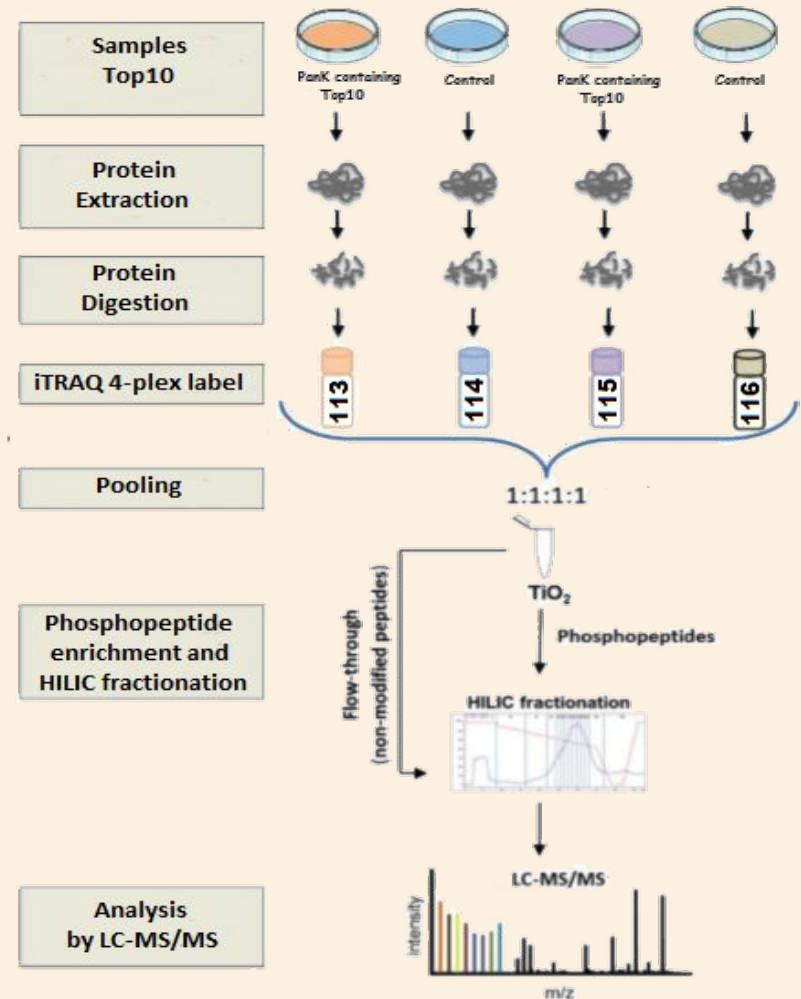 Samples
Top10
PanK containing
Top10
Control
PanK containing
Top10
Control
Protein
Extraction
Protein
Digestion
iTRAQ 4-plex label
113
114
115
116
Pooling
1:1:1:1
TiO2
Phosphopeptide
enrichment and
HILIC fractionation
Flow-through
(non-modified peptides)
Phosphopeptides
HILIC fractionation
Analysis
by LC-MS/MS
LC-MS/MS
intensity
m/z